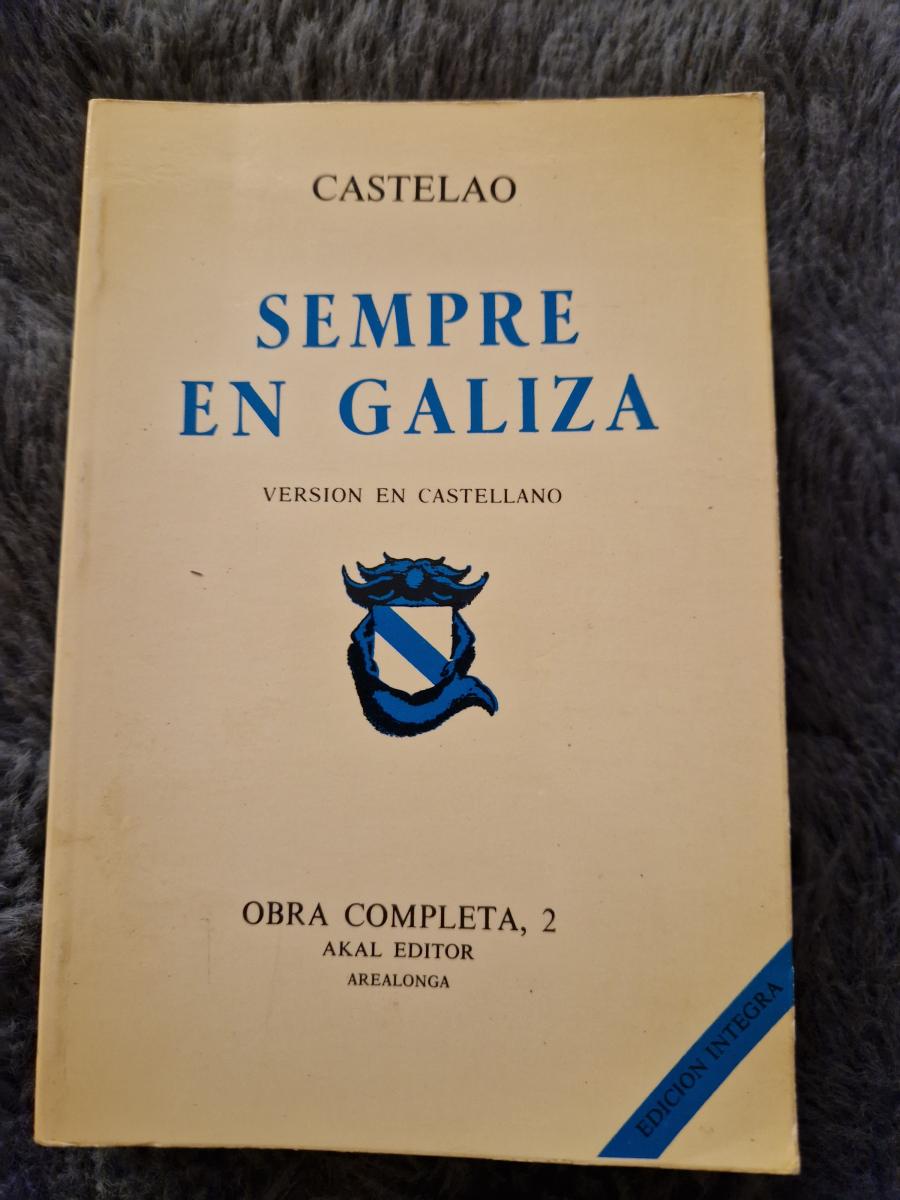 CASTELAO
SEMPRE
EN GALIZA
VERSION EN CASTELLANO
OBRA COMPLETA, 2
AKAL EDITOR
AREALONGA
EDICION INTEGRA